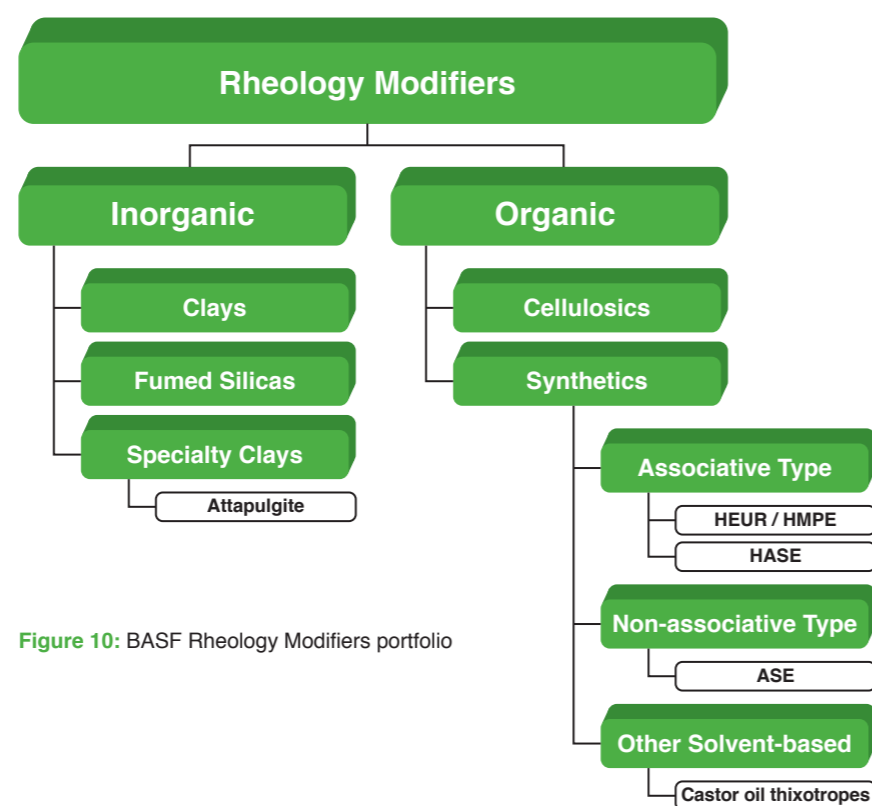 Rheology Modifiers
Inorganic
Organic
Clays
Fumed Silicas
Specialty Clays
Attapulgite
Cellulosics
Synthetics
Associative Type
HEUR / HMPE
HASE
Non-associative Type
ASE
Other Solvent-based
Castor oil thixotropes
Figure 10: BASF Rheology Modifiers portfolio